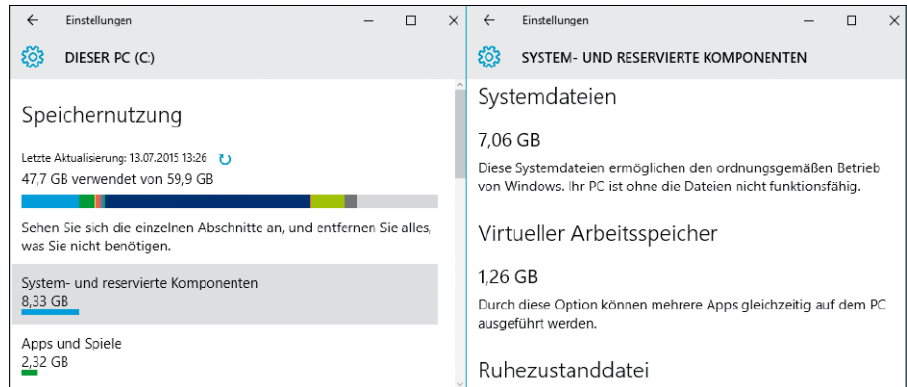 Einstellungen
DIESER PC (C:)
Speichernutzung
Letzte Aktualisierung: 13.07.2015 13:26
47,7 GB verwendet von 59,9 GB
Sehen Sie sich die einzelnen Abschnitte an, und entfernen Sie alles,
was Sie nicht benötigen.
System- und reservierte Komponenten
8,33 GB
Apps und Spiele
2,32 GB
Einstellungen
SYSTEM- UND RESERVIERTE KOMPONENTEN
Systemdateien
7,06 GB
Diese Systemdateien ermöglichen den ordnungsgemäßen Betrieb
von Windows. Ihr PC ist ohne die Dateien nicht funktionsfähig.
Virtueller Arbeitsspeicher
1,26 GB
Durch diese Option können mehrere Apps gleichzeitig auf dem PC
ausgeführt werden.
Ruhezustanddatei